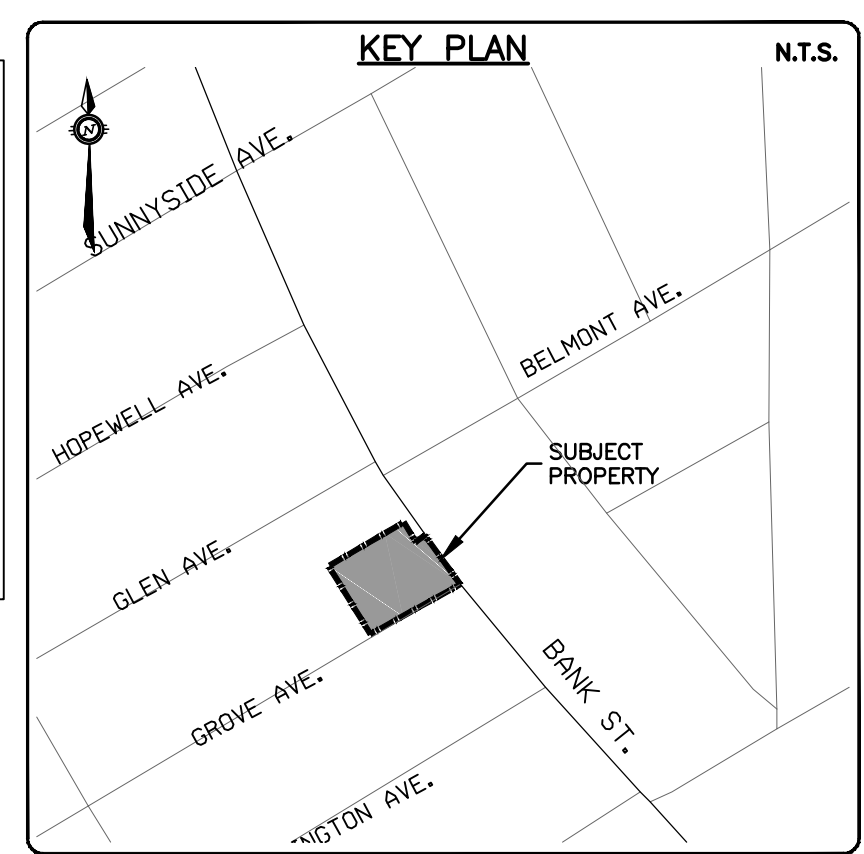 KEY PLAN
N.T.S.
N
SUNNYSIDE AVE.
BELMONT AVE.
HOPEWELL AVE.
SUBJECT
PROPERTY
GLEN AVE.
BANK ST.
GROVE AVE.
NGTON AVE.